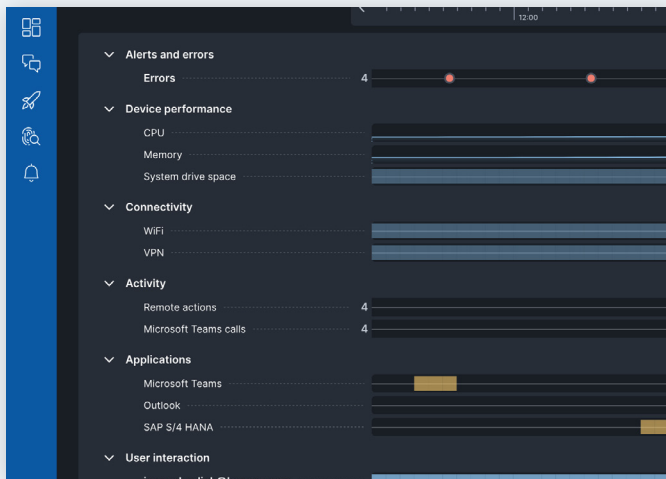 12:00
Alerts and errors
Errors 4
Device performance
CPU
Memory
System drive space
Connectivity
WiFi
VPN
Activity
Remote actions 4
Microsoft Teams calls 4
Applications
Microsoft Teams
Outlook
SAP S/4 HANA
User interaction